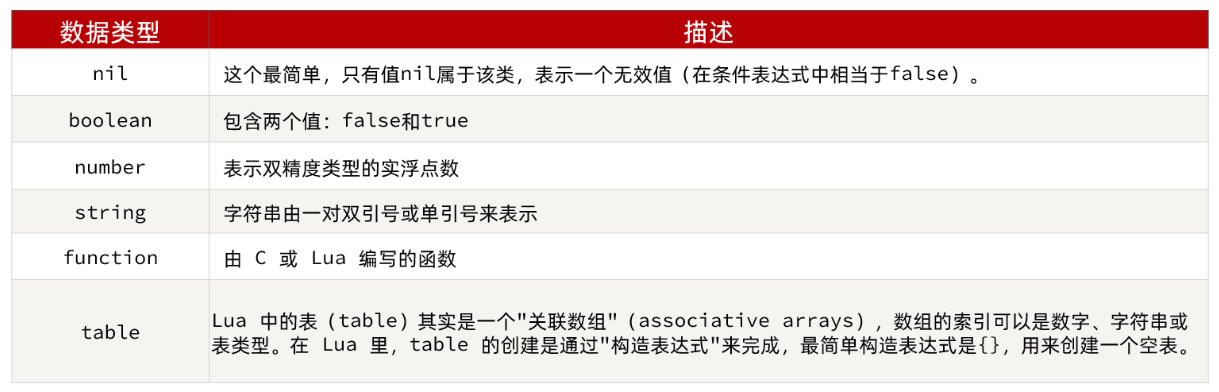 数据类型 描述
nil 这个最简单，只有值nil属于该类，表示一个无效值（在条件表达式中相当于false）。
boolean 包含两个值：false和true
number 表示双精度类型的实浮点数
string 字符串由一对双引号或单引号来表示
function 由 C 或 Lua 编写的函数
table Lua 中的表（table）其实是一个"关联数组"（associative arrays），数组的索引可以是数字、字符串或
表类型。在 Lua 里，table 的创建是通过"构造表达式"来完成，最简单构造表达式是{}，用来创建一个空表。